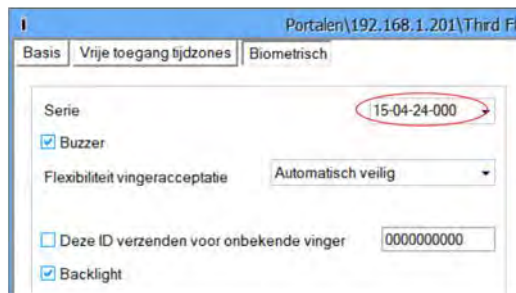 Portalen\192.168.1.201\Third Fl
Basis Vrije toegang tijdzones Biometrisch
Serie 15-04-24-000
Buzzer
Flexibiliteit vingeracceptatie Automatisch veilig
Deze ID verzenden voor onbekende vinger 0000000000
Backlight